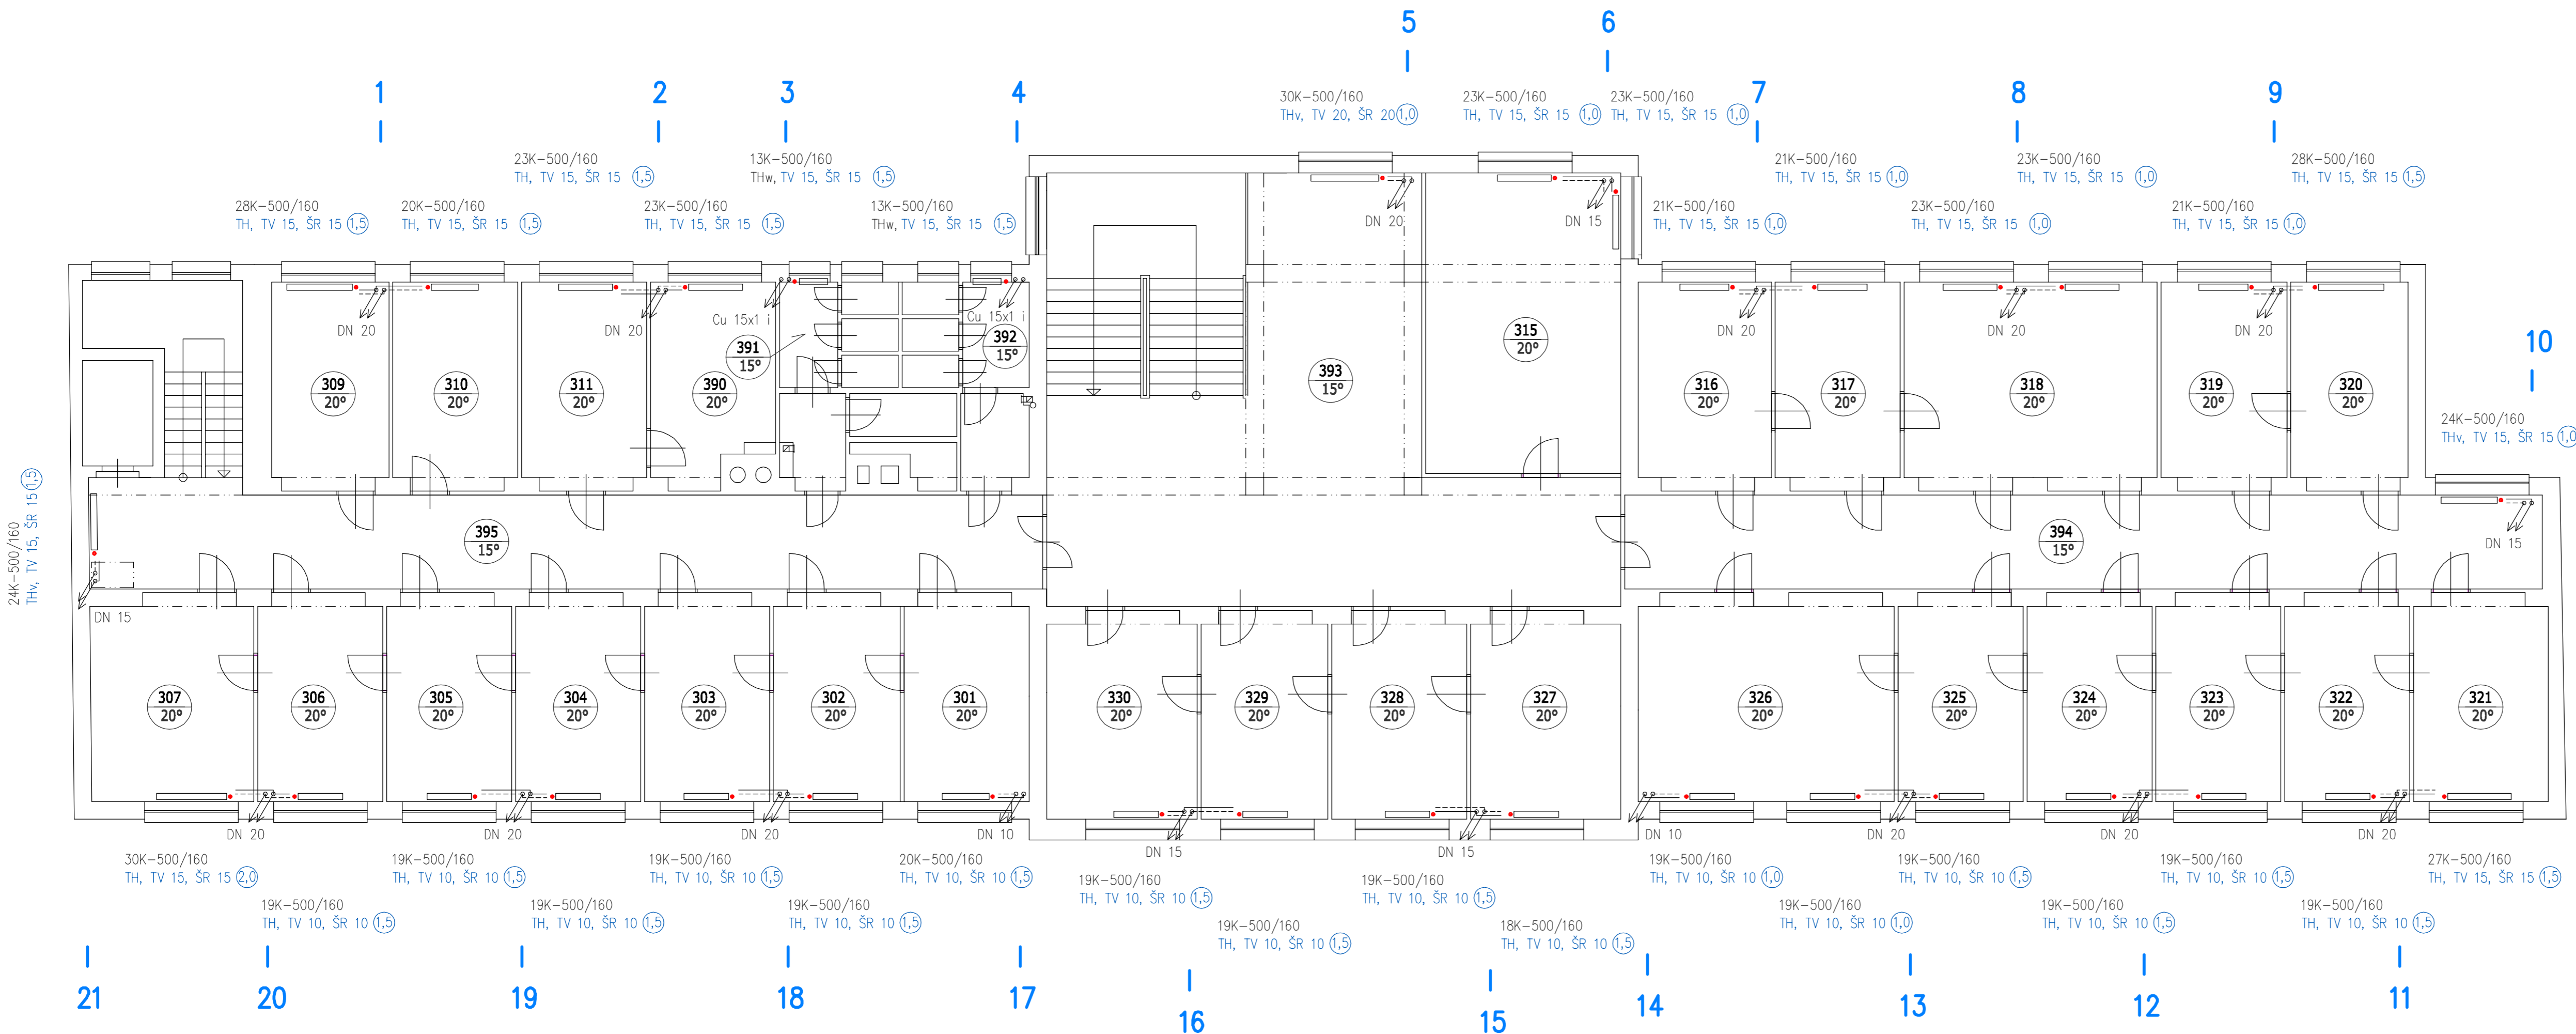 5
6
1
2
3
4
7
8
9
30K-500/160
THv, TV 20, ŠR 20 1,0
23K-500/160
TH, TV 15, ŠR 15 1,0
23K-500/160
TH, TV 15, ŠR 15 1,0
23K-500/160
TH, TV 15, ŠR 15 1,5
13K-500/160
THw, TV 15, ŠR 15 1,5
21K-500/160
TH, TV 15, ŠR 15 1,0
23K-500/160
TH, TV 15, ŠR 15 1,0
28K-500/160
TH, TV 15, ŠR 15 1,5
28K-500/160
TH, TV 15, ŠR 15 1,5
20K-500/160
TH, TV 15, ŠR 15 1,5
23K-500/160
TH, TV 15, ŠR 15 1,5
13K-500/160
THw, TV 15, ŠR 15 1,5
21K-500/160
TH, TV 15, ŠR 15 1,0
23K-500/160
TH, TV 15, ŠR 15 1,0
21K-500/160
TH, TV 15, ŠR 15 1,0
DN 20
DN 15
DN 20
DN 20
Cu 15x1 i
Cu 15x1 i
DN 20
DN 20
DN 20
10
391
15°
392
15°
315
20°
393
15°
309
20°
310
20°
311
20°
390
20°
316
20°
317
20°
318
20°
319
20°
320
20°
24K-500/160
THv, TV 15, ŠR 15 1,0
24K-500/160
THv, TV 15, ŠR 15 1,5
395
15°
394
15°
DN 15
DN 15
307
20°
306
20°
305
20°
304
20°
303
20°
302
20°
301
20°
330
20°
329
20°
328
20°
327
20°
326
20°
325
20°
324
20°
323
20°
322
20°
321
20°
DN 20
DN 20
DN 20
DN 10
DN 15
DN 15
DN 10
DN 20
DN 20
DN 20
30K-500/160
TH, TV 15, ŠR 15 2,0
19K-500/160
TH, TV 10, ŠR 10 1,5
19K-500/160
TH, TV 10, ŠR 10 1,5
20K-500/160
TH, TV 10, ŠR 10 1,5
19K-500/160
TH, TV 10, ŠR 10 1,5
19K-500/160
TH, TV 10, ŠR 10 1,5
19K-500/160
TH, TV 10, ŠR 10 1,0
19K-500/160
TH, TV 10, ŠR 10 1,5
19K-500/160
TH, TV 10, ŠR 10 1,5
27K-500/160
TH, TV 15, ŠR 15 1,5
19K-500/160
TH, TV 10, ŠR 10 1,5
19K-500/160
TH, TV 10, ŠR 10 1,5
19K-500/160
TH, TV 10, ŠR 10 1,5
19K-500/160
TH, TV 10, ŠR 10 1,5
18K-500/160
TH, TV 10, ŠR 10 1,5
19K-500/160
TH, TV 10, ŠR 10 1,0
19K-500/160
TH, TV 10, ŠR 10 1,5
19K-500/160
TH, TV 10, ŠR 10 1,5
21
20
19
18
17
16
15
14
13
12
11